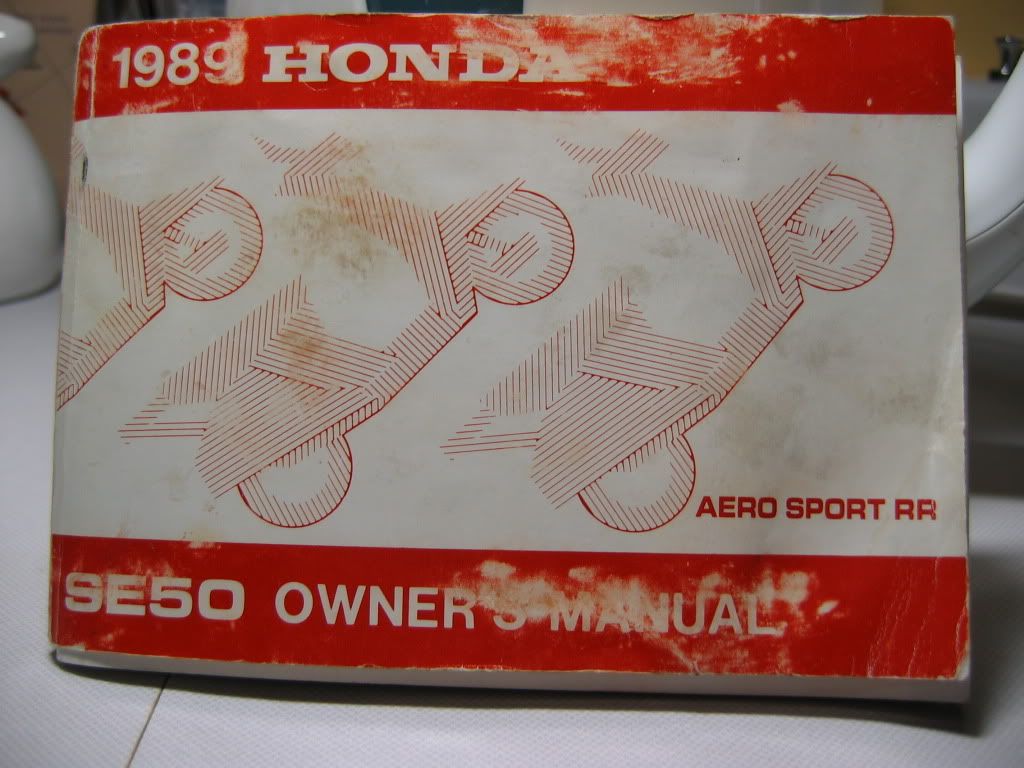 1989 HONDA
AERO SPORT RR
SE50 OWNER'S MANUAL